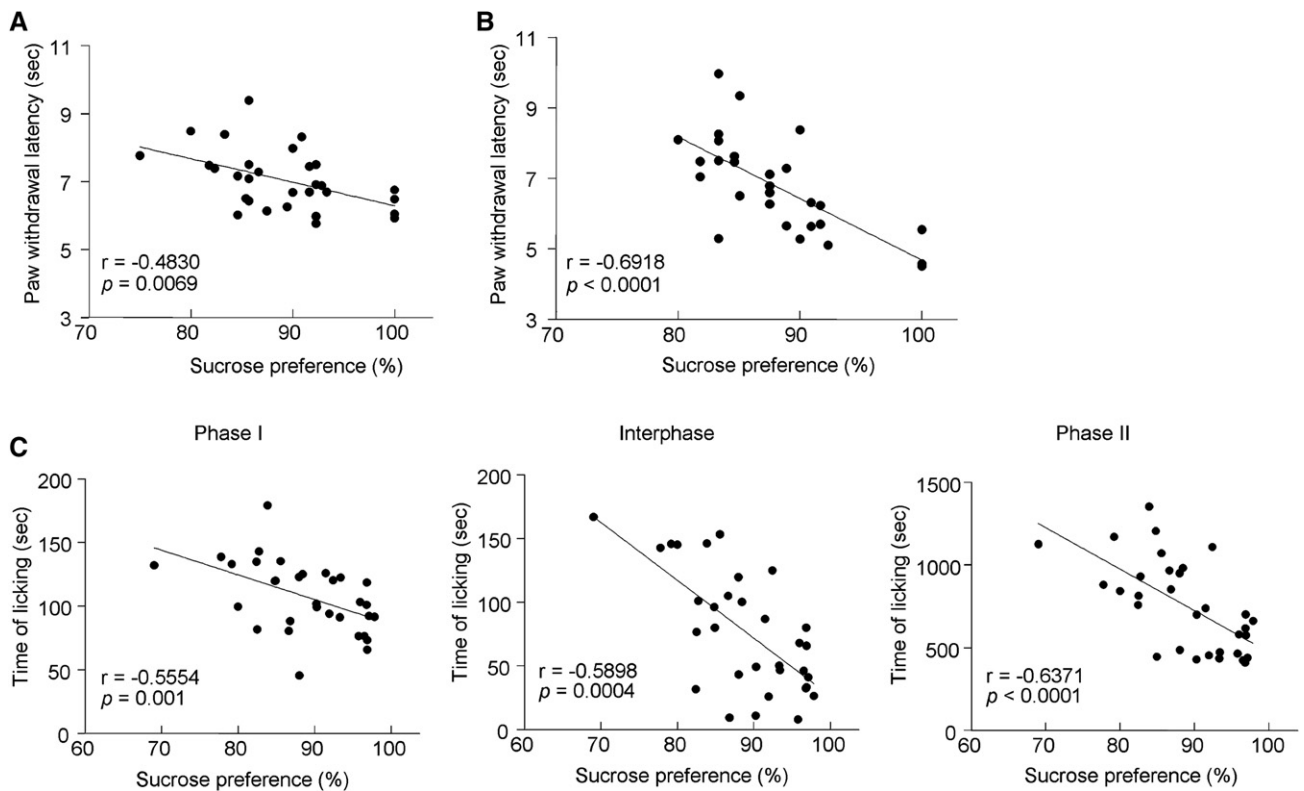 A
Paw withdrawal latency (sec)
11
9
7
5
3
r = -0.4830
p = 0.0069
70 80 90 100
Sucrose preference (%)
B
Paw withdrawal latency (sec)
11
9
7
5
3
r = -0.6918
p < 0.0001
70 80 90 100
Sucrose preference (%)
C
Phase I
Time of licking (sec)
200
150
100
50
0
r = -0.5554
p = 0.001
60 70 80 90 100
Sucrose preference (%)
Interphase
Time of licking (sec)
200
150
100
50
0
r = -0.5898
p = 0.0004
60 70 80 90 100
Sucrose preference (%)
Phase II
Time of licking (sec)
1500
1000
500
0
r = -0.6371
p < 0.0001
60 70 80 90 100
Sucrose preference (%)